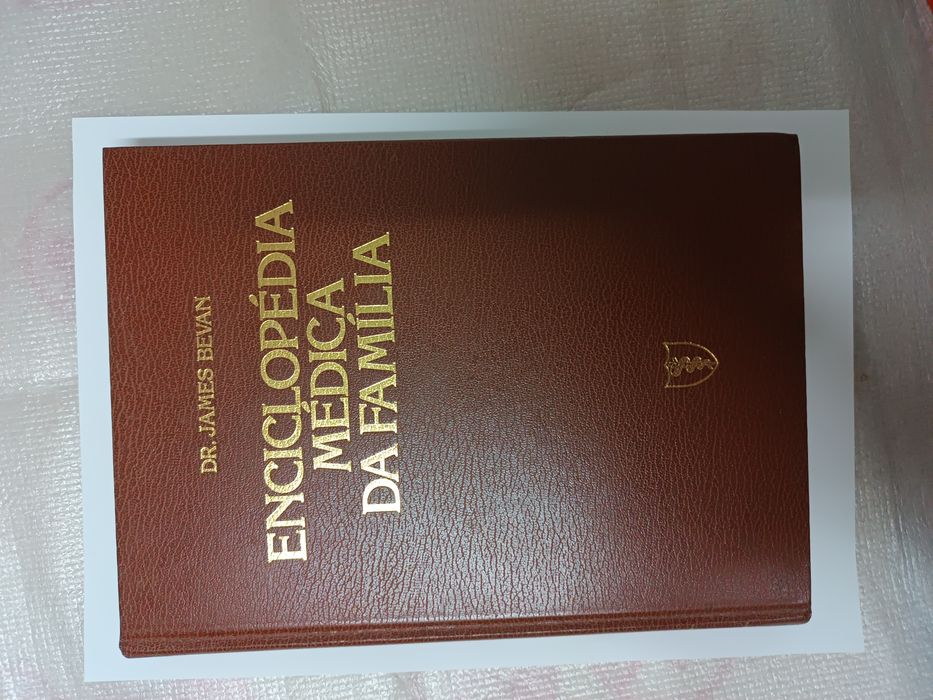 DR. JAMES BEVAN
ENCICLOPÉDIA
MÉDICA
DA FAMÍLIA